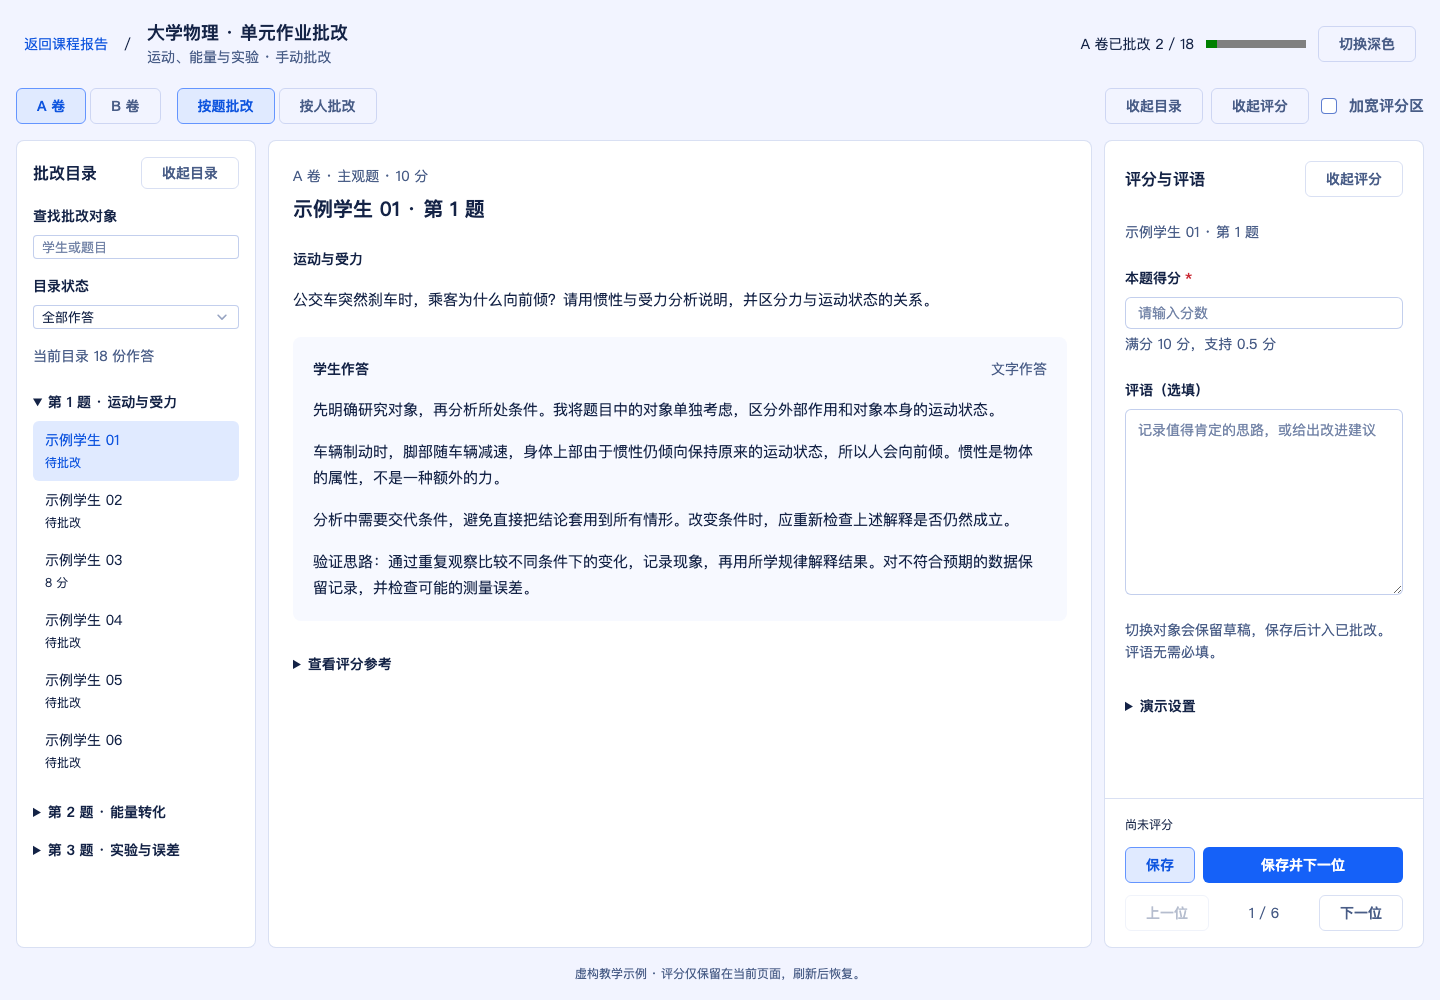 返回课程报告 / 大学物理 · 单元作业批改
运动、能量与实验 · 手动批改
A 卷已批改 2 / 18
切换深色
A 卷
B 卷
按题批改
按人批改
收起目录
收起评分
加宽评分区
批改目录
收起目录
查找批改对象
学生或题目
目录状态
全部作答
当前目录 18 份作答
第 1 题 · 运动与受力
示例学生 01
待批改
示例学生 02
待批改
示例学生 03
8 分
示例学生 04
待批改
示例学生 05
待批改
示例学生 06
待批改
第 2 题 · 能量转化
第 3 题 · 实验与误差
A 卷 · 主观题 · 10 分
示例学生 01 · 第 1 题
运动与受力
公交车突然刹车时，乘客为什么向前倾？请用惯性与受力分析说明，并区分力与运动状态的关系。
学生作答
文字作答
先明确研究对象，再分析所处条件。我将题目中的对象单独考虑，区分外部作用和对象本身的运动状态。
车辆制动时，脚部随车辆减速，身体上部由于惯性仍倾向保持原来的运动状态，所以人会向前倾。惯性是物体
的属性，不是一种额外的力。
分析中需要交代条件，避免直接把结论套用到所有情形。改变条件时，应重新检查上述解释是否仍然成立。
验证思路：通过重复观察比较不同条件下的变化，记录现象，再用所学规律解释结果。对不符合预期的数据保
留记录，并检查可能的测量误差。
查看评分参考
评分与评语
收起评分
示例学生 01 · 第 1 题
本题得分 *
请输入分数
满分 10 分，支持 0.5 分
评语（选填）
记录值得肯定的思路，或给出改进建议
切换对象会保留草稿，保存后计入已批改。
评语无需必填。
演示设置
尚未评分
保存
保存并下一位
上一位
1 / 6
下一位
虚构教学示例 · 评分仅保留在当前页面，刷新后恢复。